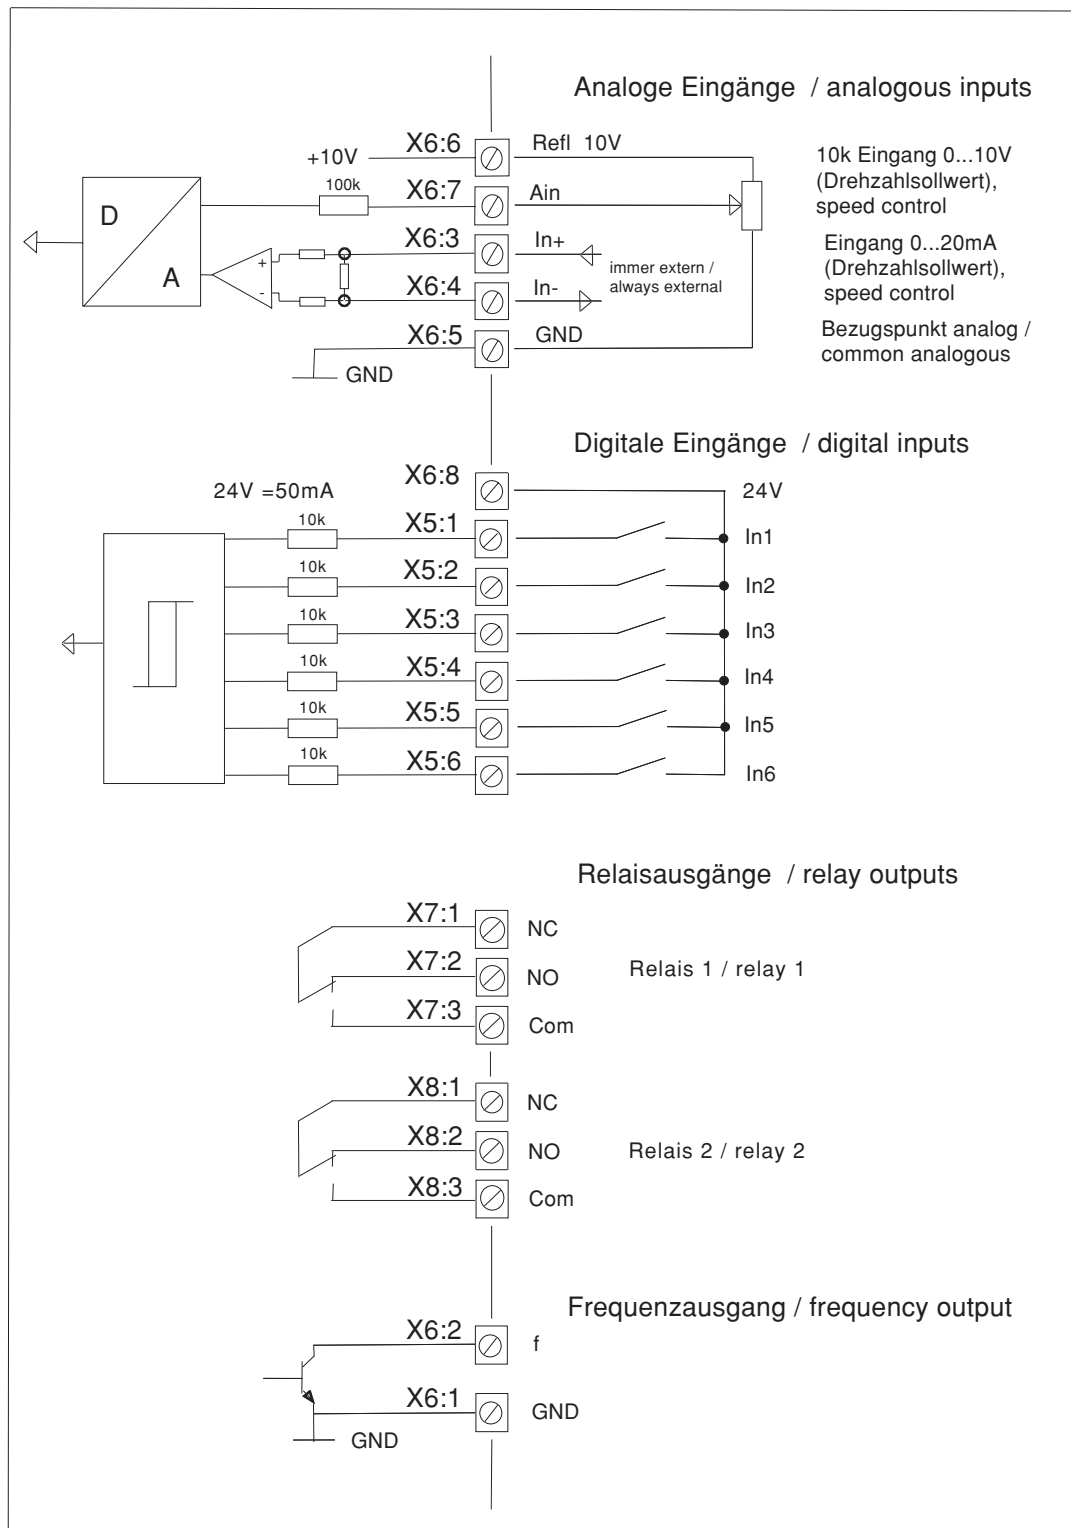 Analoge Eingänge / analogous inputs
X6:6
Refl 10V
+10V
10k Eingang 0...10V
(Drehzahlsollwert),
speed control
100k
X6:7
Ain
D
A
X6:3
In+
Eingang 0...20mA
(Drehzahlsollwert),
speed control
+
-
immer extern /
always external
X6:4
In-
X6:5
GND
Bezugspunkt analog /
common analogous
GND
Digitale Eingänge / digital inputs
X6:8
24V =50mA
24V
10k
X5:1
In1
10k
X5:2
In2
10k
X5:3
In3
10k
X5:4
In4
10k
X5:5
In5
10k
X5:6
In6
Relaisausgänge / relay outputs
X7:1
NC
X7:2
NO
Relais 1 / relay 1
X7:3
Com
X8:1
NC
X8:2
NO
Relais 2 / relay 2
X8:3
Com
Frequenzausgang / frequency output
X6:2
f
X6:1
GND
GND